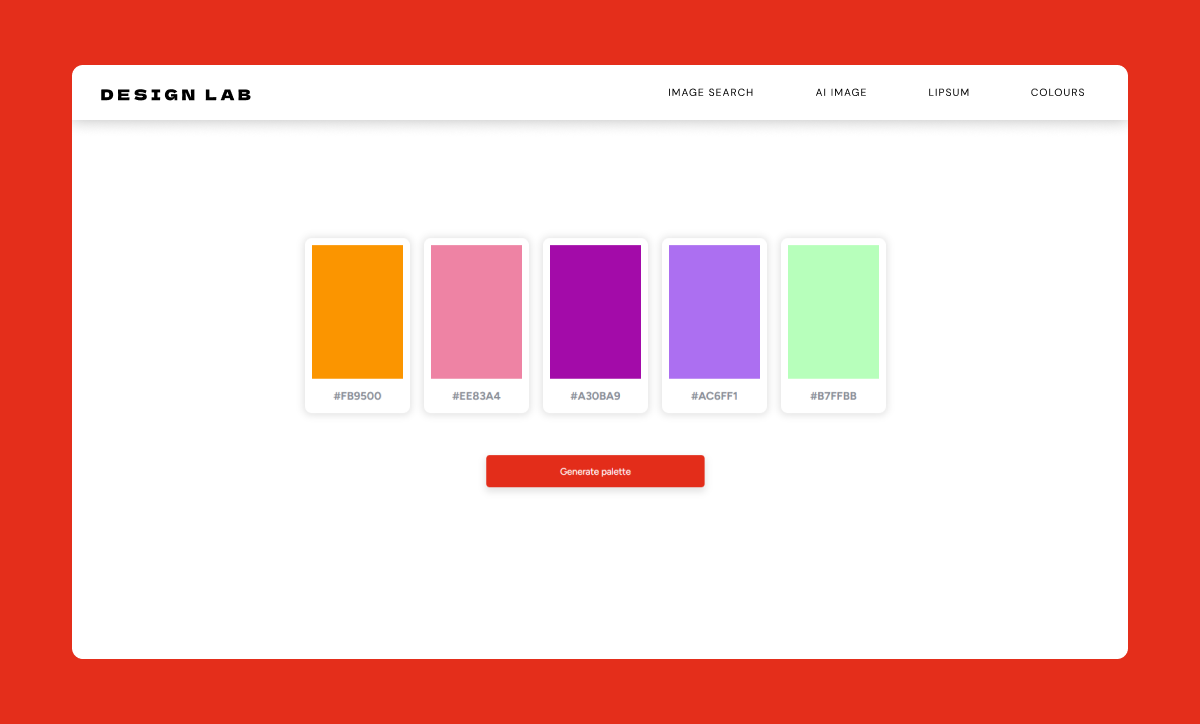 DESIGN LAB
IMAGE SEARCH AI IMAGE LIPSUM COLOURS
#FB9500 #EE83A4 #A30BA9 #AC6FF1 #B7FFBB
Generate palette